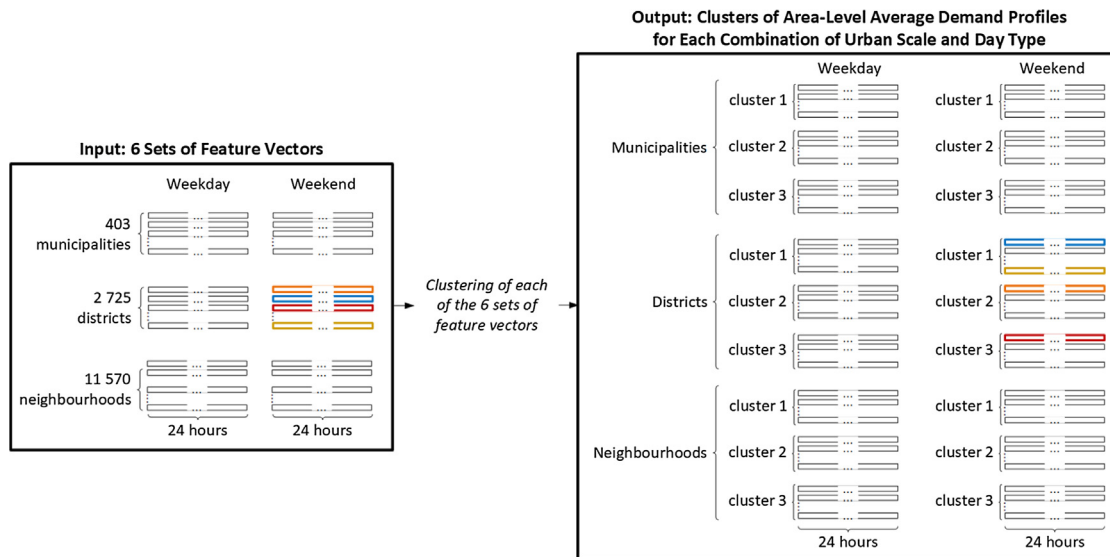 Output: Clusters of Area-Level Average Demand Profiles
for Each Combination of Urban Scale and Day Type
Input: 6 Sets of Feature Vectors
Weekday Weekend
403
municipalities
2 725
districts
11 570
neighbourhoods
24 hours 24 hours
Clustering of each
of the 6 sets of
feature vectors
Weekday Weekend
Municipalities
cluster 1 cluster 1
cluster 2 cluster 2
cluster 3 cluster 3
Districts
cluster 1 cluster 1
cluster 2 cluster 2
cluster 3 cluster 3
Neighbourhoods
cluster 1 cluster 1
cluster 2 cluster 2
cluster 3 cluster 3
24 hours 24 hours